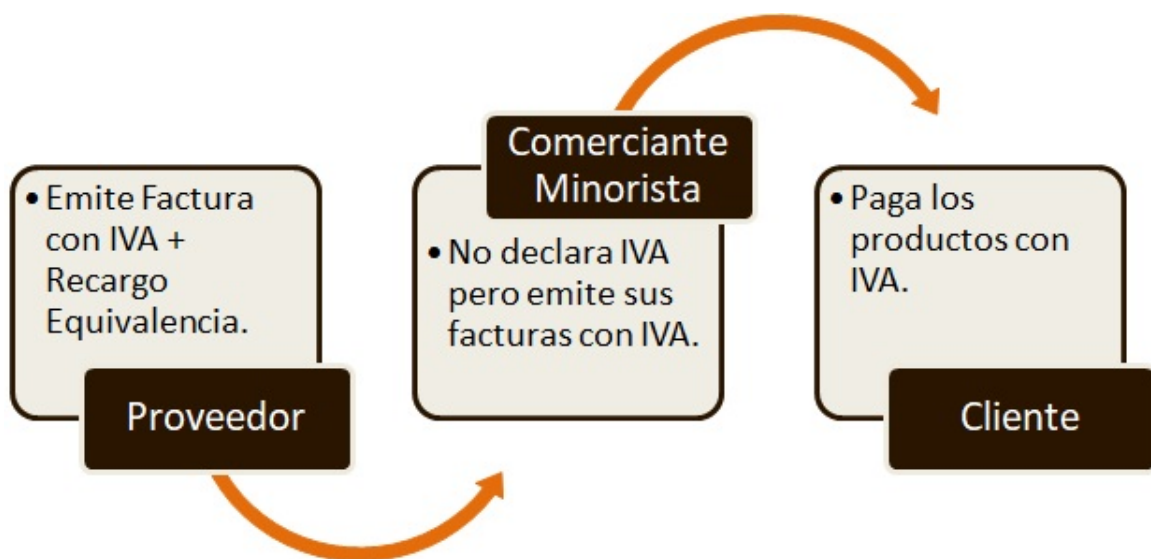 • Emite Factura
con IVA +
Recargo
Equivalencia.
Proveedor
Comerciante
Minorista
• No declara IVA
pero emite sus
facturas con IVA.
• Paga los
productos con
IVA.
Cliente